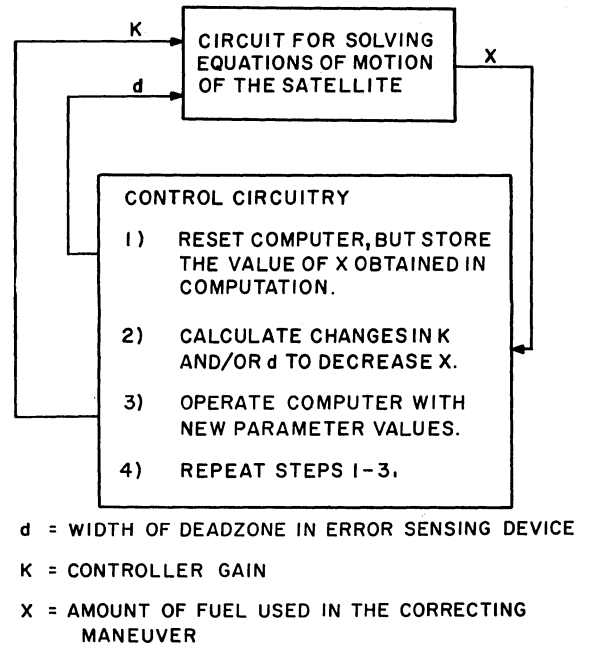 K
CIRCUIT FOR SOLVING
EQUATIONS OF MOTION
OF THE SATELLITE
X
d
CONTROL CIRCUITRY
1) RESET COMPUTER, BUT STORE
THE VALUE OF X OBTAINED IN
COMPUTATION.
2) CALCULATE CHANGES IN K
AND/OR d TO DECREASE X.
3) OPERATE COMPUTER WITH
NEW PARAMETER VALUES.
4) REPEAT STEPS 1-3.
d = WIDTH OF DEADZONE IN ERROR SENSING DEVICE
K = CONTROLLER GAIN
X = AMOUNT OF FUEL USED IN THE CORRECTING
MANEUVER